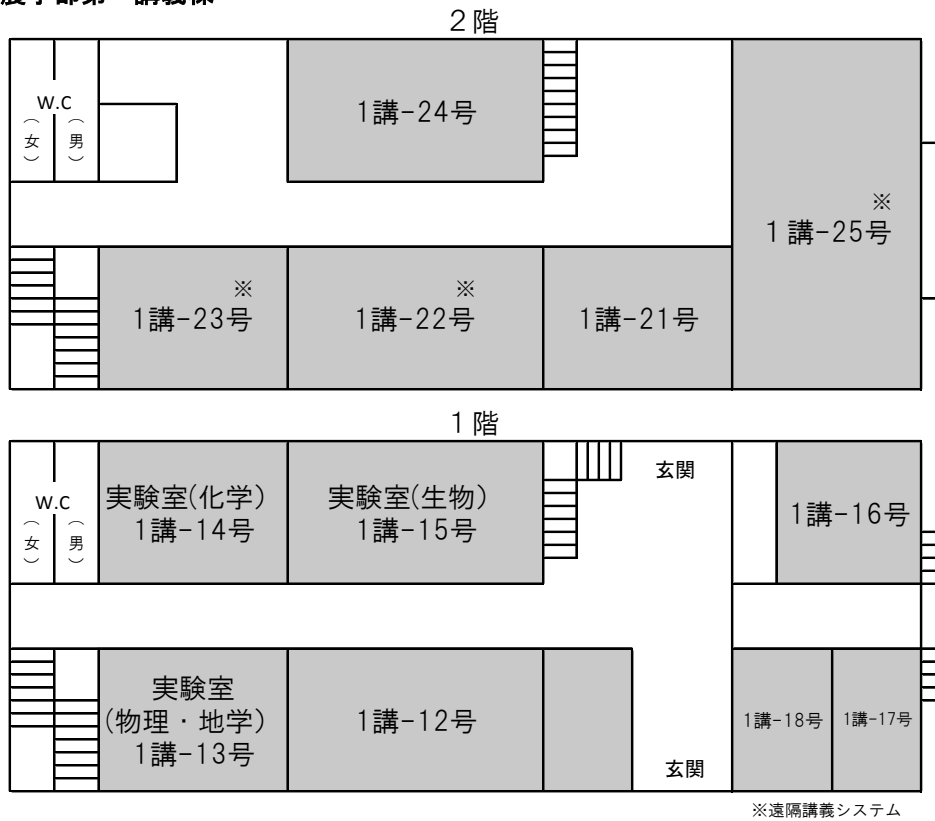 2階
W.C
(女)
(男)
1講-24号
※
1講-25号
※
1講-23号
※
1講-22号
1講-21号
1階
W.C
(女)
(男)
実験室(化学)
1講-14号
実験室(生物)
1講-15号
玄関
1講-16号
実験室
(物理・地学)
1講-13号
1講-12号
玄関
1講-18号
1講-17号
※遠隔講義システム